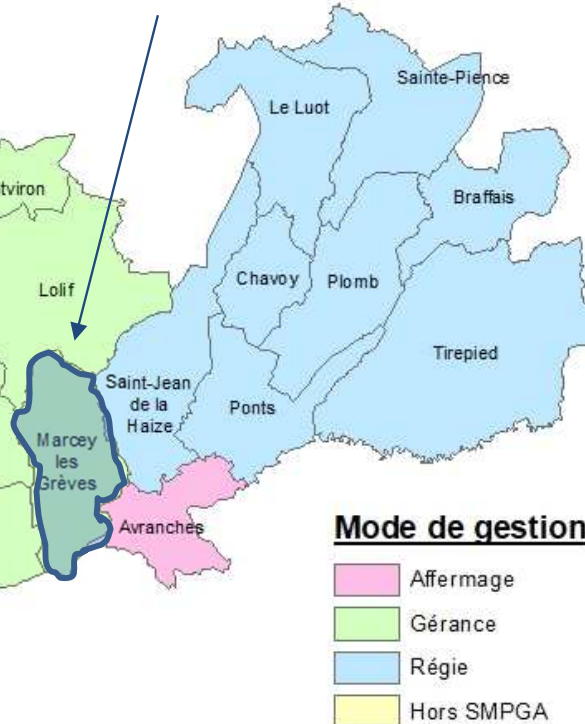 Sainte-Pience
Le Luot
tviron
Braffais
Lolif
Chavoy
Plomb
Tirepied
Saint-Jean
de la
Haize
Ponts
Marcey
les
Grèves
Avranches
Mode de gestion
Affermage
Gérance
Régie
Hors SMPGA